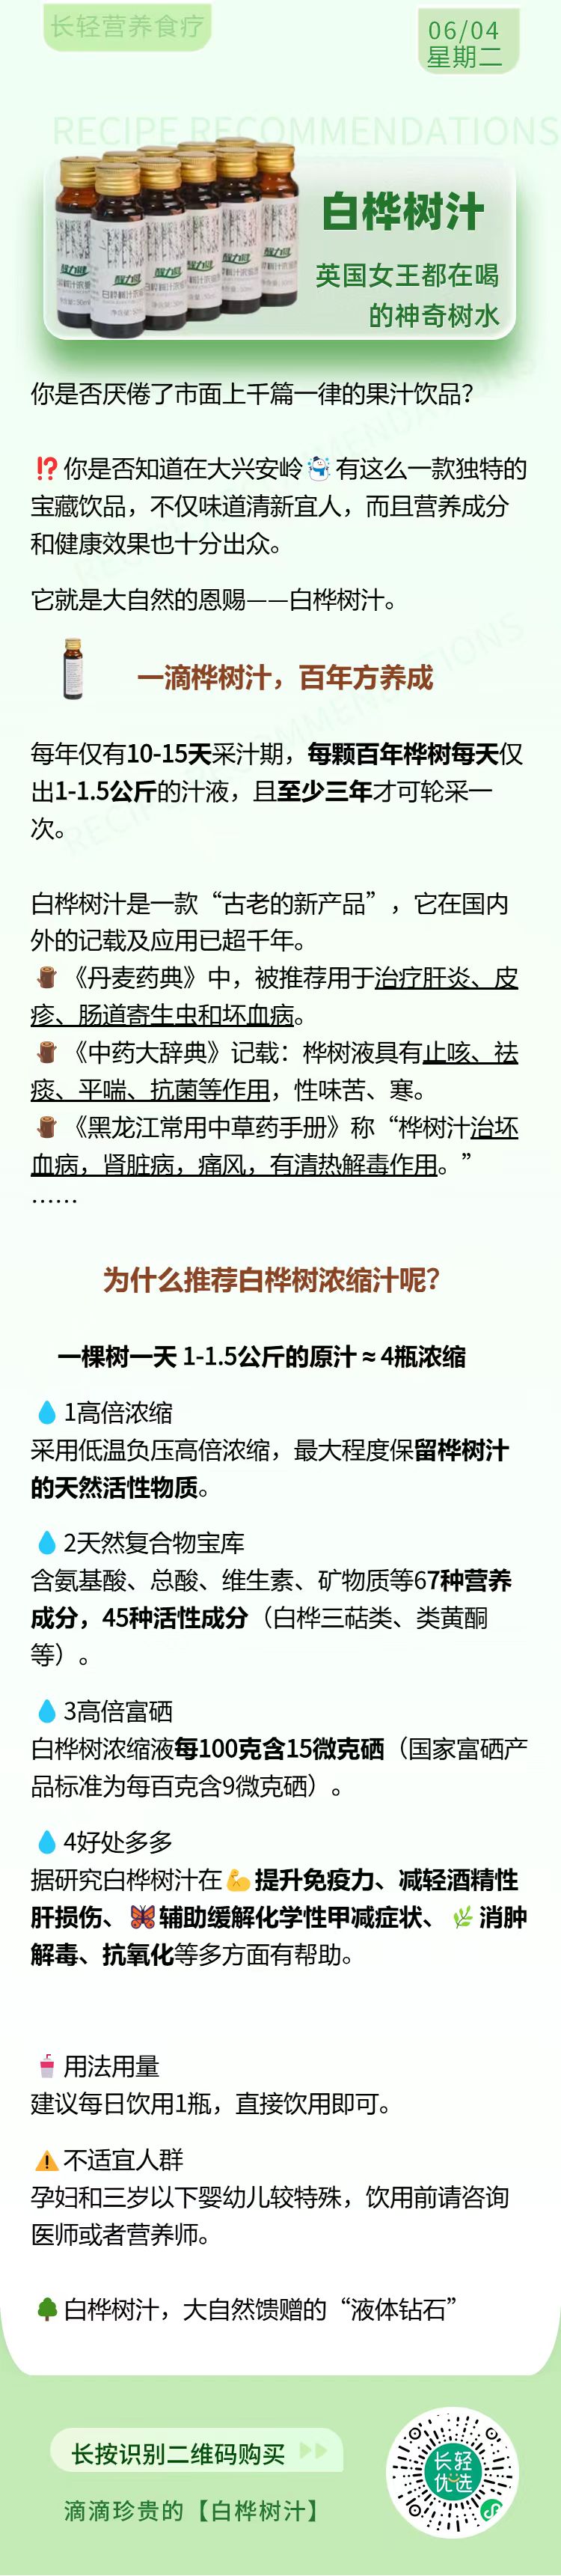 长轻营养食疗
06/04
星期二
RECIPE RECOMMENDATIONS
白桦树汁
英国女王都在喝
的神奇树水
你是否厌倦了市面上千篇一律的果汁饮品？
⁉️你是否知道在大兴安岭☃️有这么一款独特的
宝藏饮品，不仅味道清新宜人，而且营养成分
和健康效果也十分出众。
它就是大自然的恩赐——白桦树汁。
一滴桦树汁，百年方养成
每年仅有10-15天采汁期，每颗百年桦树每天仅
出1-1.5公斤的汁液，且至少三年才可轮采一
次。
白桦树汁是一款“古老的新产品”，它在国内
外的记载及应用已超千年。
🪵《丹麦药典》中，被推荐用于治疗肝炎、皮
疹、肠道寄生虫和坏血病。
🪵《中药大辞典》记载：桦树液具有止咳、祛
痰、平喘、抗菌等作用，性味苦、寒。
🪵《黑龙江常用中草药手册》称“桦树汁治坏
血病，肾脏病，痛风，有清热解毒作用。”
……
为什么推荐白桦树浓缩汁呢？
一棵树一天 1-1.5公斤的原汁 ≈ 4瓶浓缩
💧1高倍浓缩
采用低温负压高倍浓缩，最大程度保留桦树汁
的天然活性物质。
💧2天然复合物宝库
含氨基酸、总酸、维生素、矿物质等67种营养
成分，45种活性成分（白桦三萜类、类黄酮
等）。
💧3高倍富硒
白桦树浓缩液每100克含15微克硒（国家富硒产
品标准为每百克含9微克硒）。
💧4好处多多
据研究白桦树汁在💪提升免疫力、减轻酒精性
肝损伤、🦋辅助缓解化学性甲减症状、🌿消肿
解毒、抗氧化等多方面有帮助。
🥤用法用量
建议每日饮用1瓶，直接饮用即可。
⚠️不适宜人群
孕妇和三岁以下婴幼儿较特殊，饮用前请咨询
医师或者营养师。
🌳白桦树汁，大自然馈赠的“液体钻石”
长按识别二维码购买
滴滴珍贵的【白桦树汁】
长轻
优选